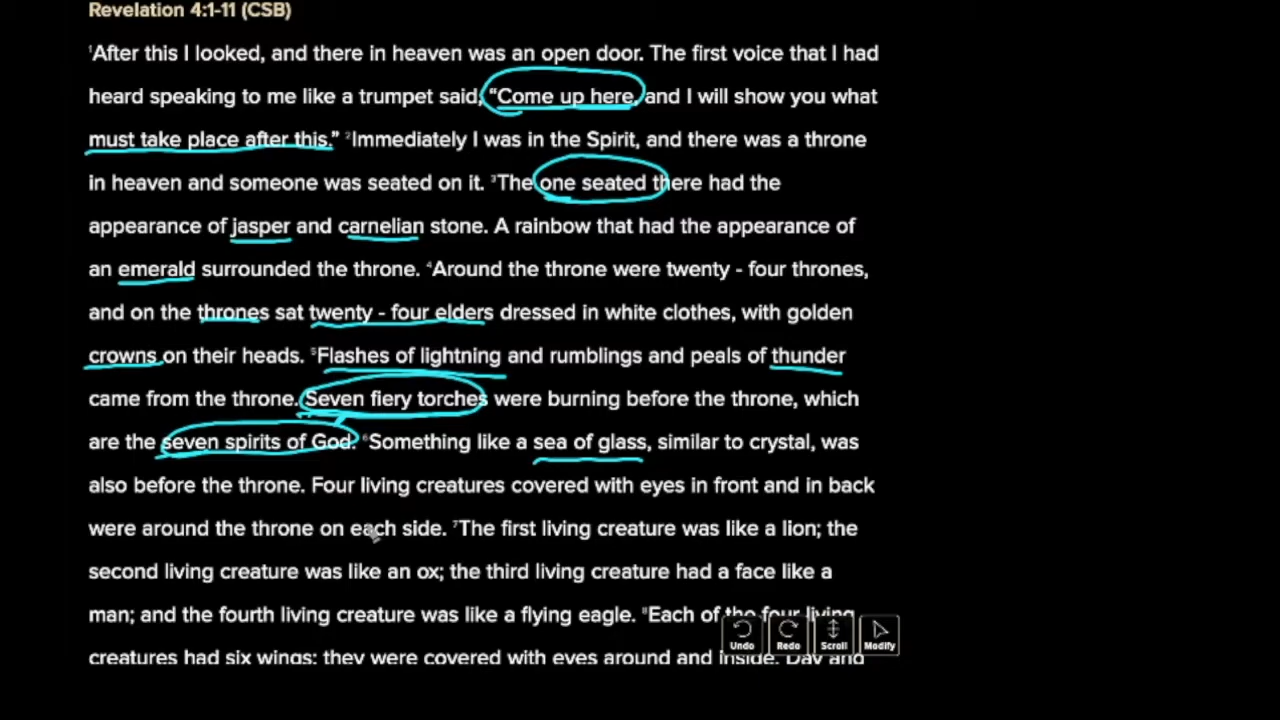 Revelation 4:1-11 (CSB)
¹After this I looked, and there in heaven was an open door. The first voice that I had
heard speaking to me like a trumpet said, “Come up here, and I will show you what
must take place after this.” ²Immediately I was in the Spirit, and there was a throne
in heaven and someone was seated on it. ³The one seated there had the
appearance of jasper and carnelian stone. A rainbow that had the appearance of
an emerald surrounded the throne. ⁴Around the throne were twenty - four thrones,
and on the thrones sat twenty - four elders dressed in white clothes, with golden
crowns on their heads. ⁵Flashes of lightning and rumblings and peals of thunder
came from the throne. Seven fiery torches were burning before the throne, which
are the seven spirits of God. ⁶Something like a sea of glass, similar to crystal, was
also before the throne. Four living creatures covered with eyes in front and in back
were around the throne on each side. ⁷The first living creature was like a lion; the
second living creature was like an ox; the third living creature had a face like a
man; and the fourth living creature was like a flying eagle. ⁸Each of the four living
creatures had six wings; they were covered with eyes around and inside. Day and
Undo Redo Scroll Modify